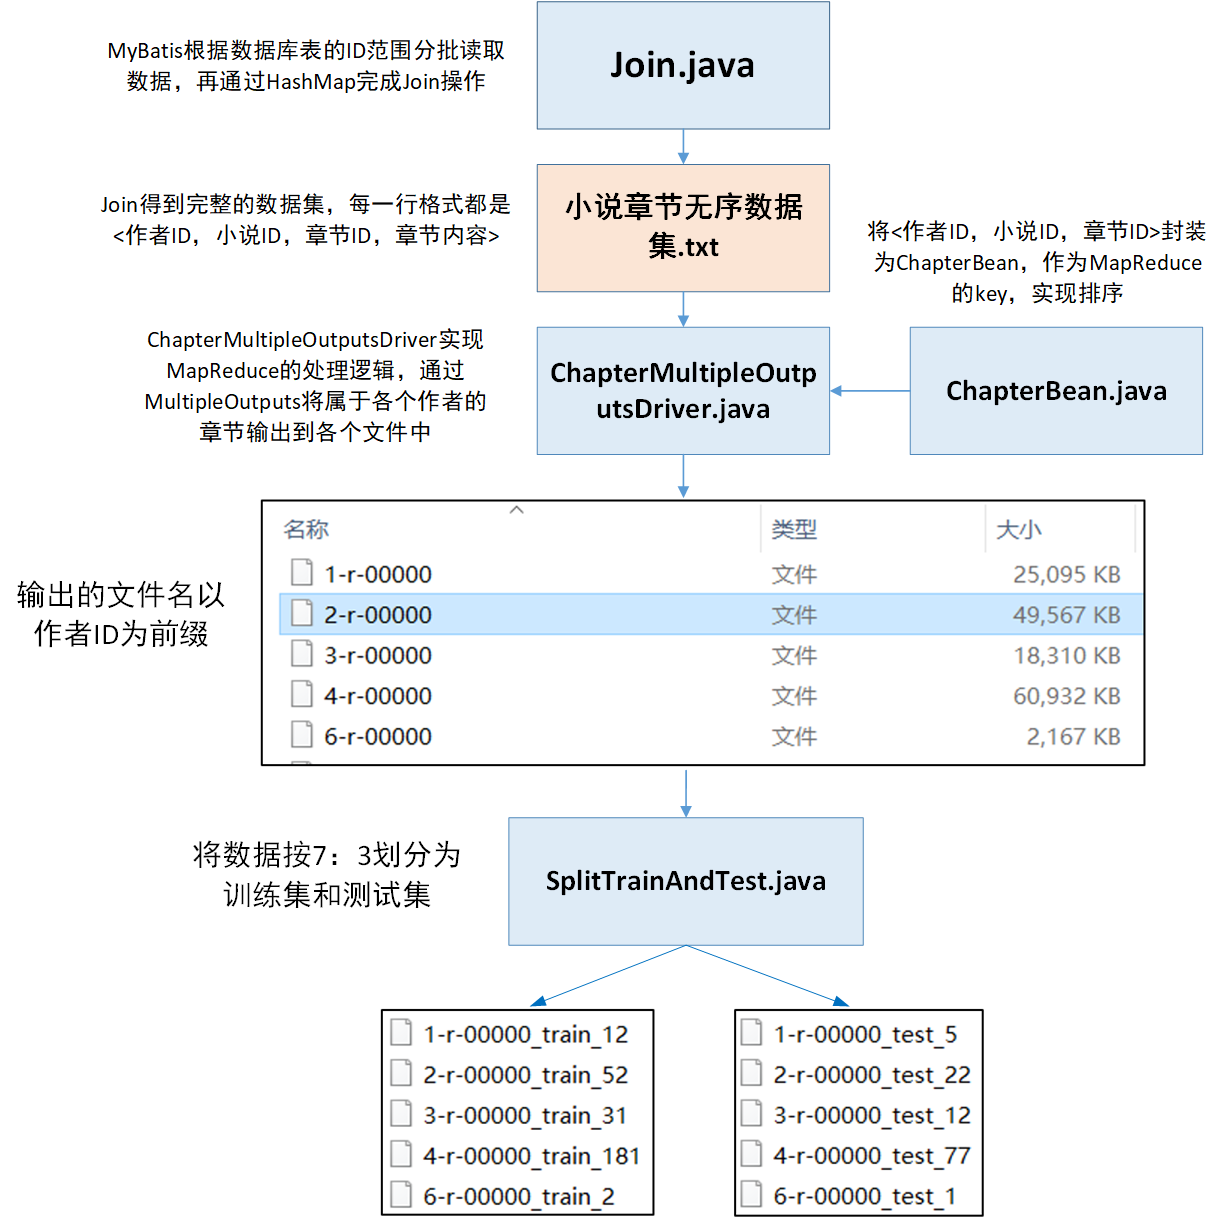 MyBatis根据数据库表的ID范围分批读取
数据，再通过HashMap完成Join操作
Join.java
Join得到完整的数据集，每一行格式都是
<作者ID，小说ID，章节ID，章节内容>
小说章节无序数据
集.txt
将<作者ID，小说ID，章节ID>封装
为ChapterBean，作为MapReduce
的key，实现排序
ChapterMultipleOutputsDriver实现
MapReduce的处理逻辑，通过
MultipleOutputs将属于各个作者的
章节输出到各个文件中
ChapterMultipleOutp
utsDriver.java
ChapterBean.java
输出的文件名以
作者ID为前缀
名称 类型 大小
1-r-00000 文件 25,095 KB
2-r-00000 文件 49,567 KB
3-r-00000 文件 18,310 KB
4-r-00000 文件 60,932 KB
6-r-00000 文件 2,167 KB
将数据按7：3划分为
训练集和测试集
SplitTrainAndTest.java
1-r-00000_train_12
2-r-00000_train_52
3-r-00000_train_31
4-r-00000_train_181
6-r-00000_train_2
1-r-00000_test_5
2-r-00000_test_22
3-r-00000_test_12
4-r-00000_test_77
6-r-00000_test_1